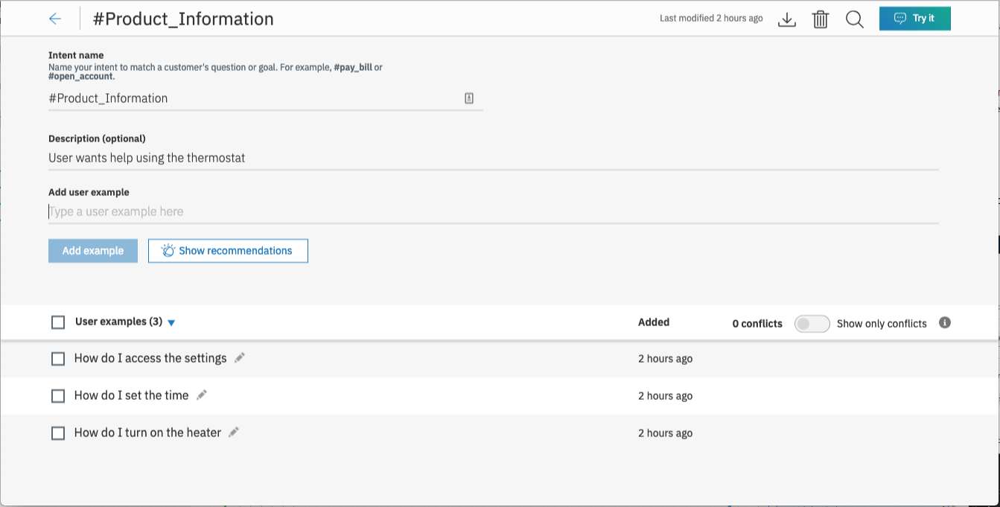 #Product_Information
Last modified 2 hours ago
Try it
Intent name
Name your intent to match a customer's question or goal. For example, #pay_bill or
#open_account.
#Product_Information
Description (optional)
User wants help using the thermostat
Add user example
Type a user example here
Add example
Show recommendations
User examples (3)
Added
0 conflicts
Show only conflicts
How do I access the settings
2 hours ago
How do I set the time
2 hours ago
How do I turn on the heater
2 hours ago